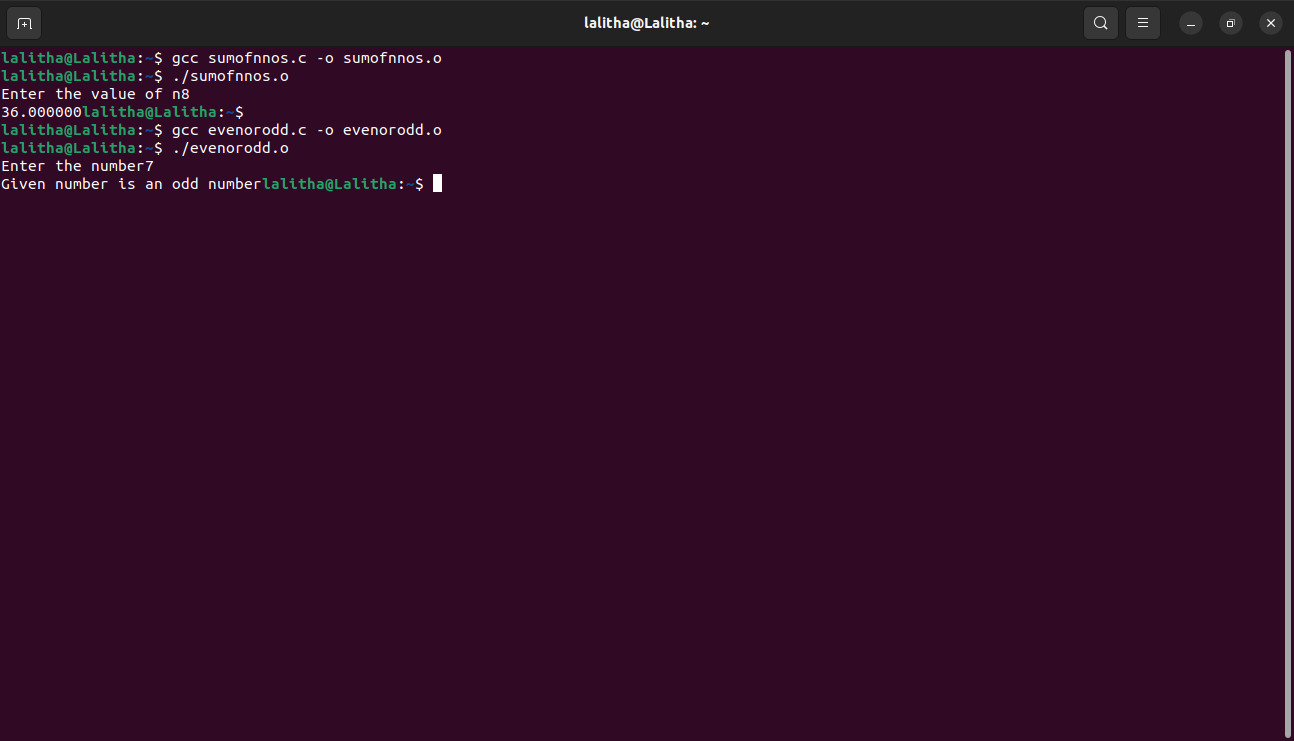 lalitha@Lalitha: ~
lalitha@Lalitha:~$ gcc sumofnnos.c -o sumofnnos.o
lalitha@Lalitha:~$ ./sumofnnos.o
Enter the value of n8
36.000000lalitha@Lalitha:~$
lalitha@Lalitha:~$ gcc evenorodd.c -o evenorodd.o
lalitha@Lalitha:~$ ./evenorodd.o
Enter the number7
Given number is an odd numberlalitha@Lalitha:~$